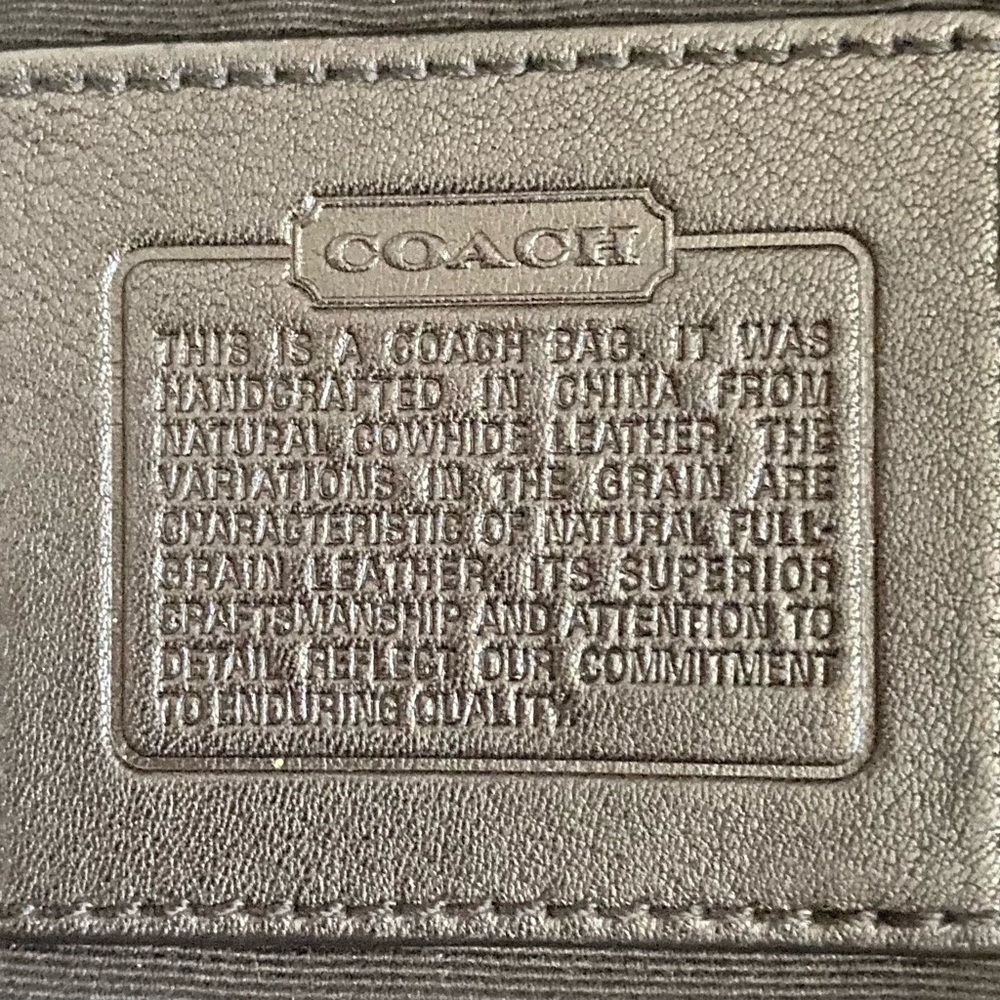 COACH
THIS IS A COACH BAG. IT WAS
HANDCRAFTED IN CHINA FROM
NATURAL COWHIDE LEATHER. THE
VARIATIONS IN THE GRAIN ARE
CHARACTERISTIC OF NATURAL FULL-
GRAIN LEATHER. ITS SUPERIOR
CRAFTSMANSHIP AND ATTENTION TO
DETAIL REFLECT OUR COMMITMENT
TO ENDURING QUALITY.